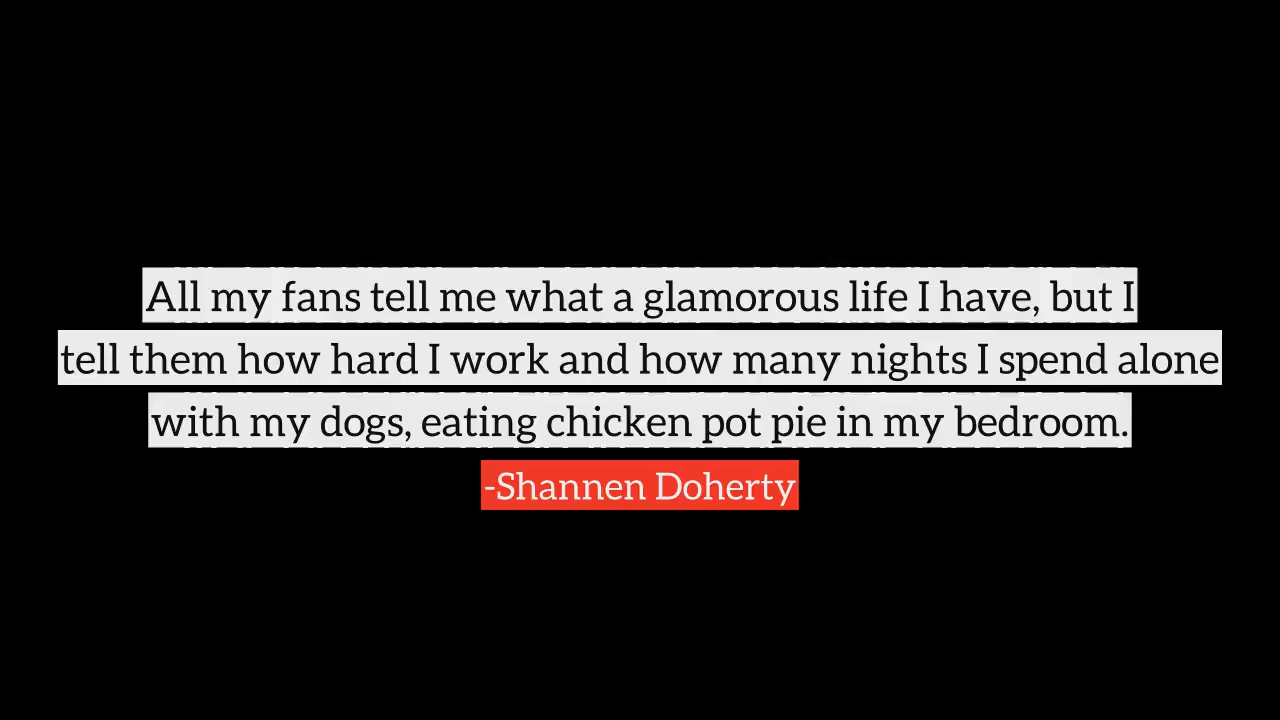 All my fans tell me what a glamorous life I have, but I
tell them how hard I work and how many nights I spend alone
with my dogs, eating chicken pot pie in my bedroom.
-Shannen Doherty